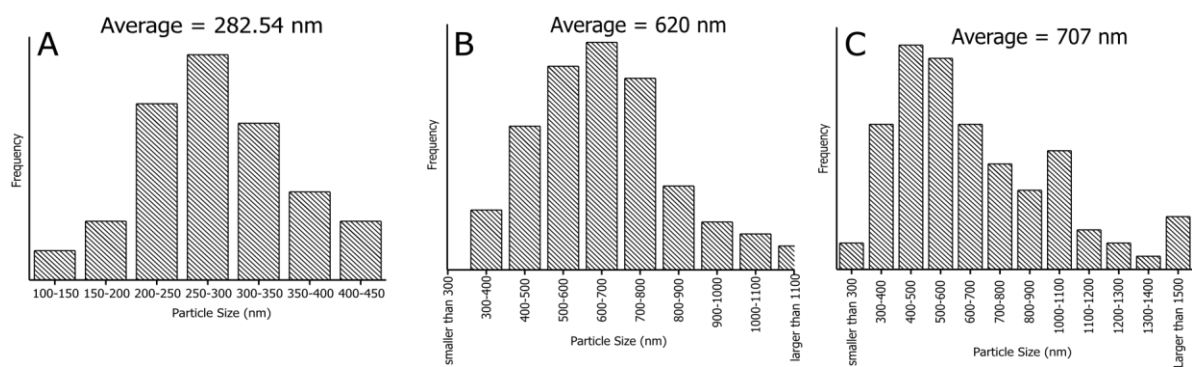 A
Average = 282.54 nm
Frequency
100-150
150-200
200-250
250-300
300-350
350-400
400-450
Particle Size (nm)
B
Average = 620 nm
Frequency
smaller than 300
300-400
400-500
500-600
600-700
700-800
800-900
900-1000
1000-1100
larger than 1100
Particle Size (nm)
C
Average = 707 nm
Frequency
smaller than 300
300-400
400-500
500-600
600-700
700-800
800-900
1000-1100
1100-1200
1200-1300
1300-1400
Larger than 1500
Particle Size (nm)